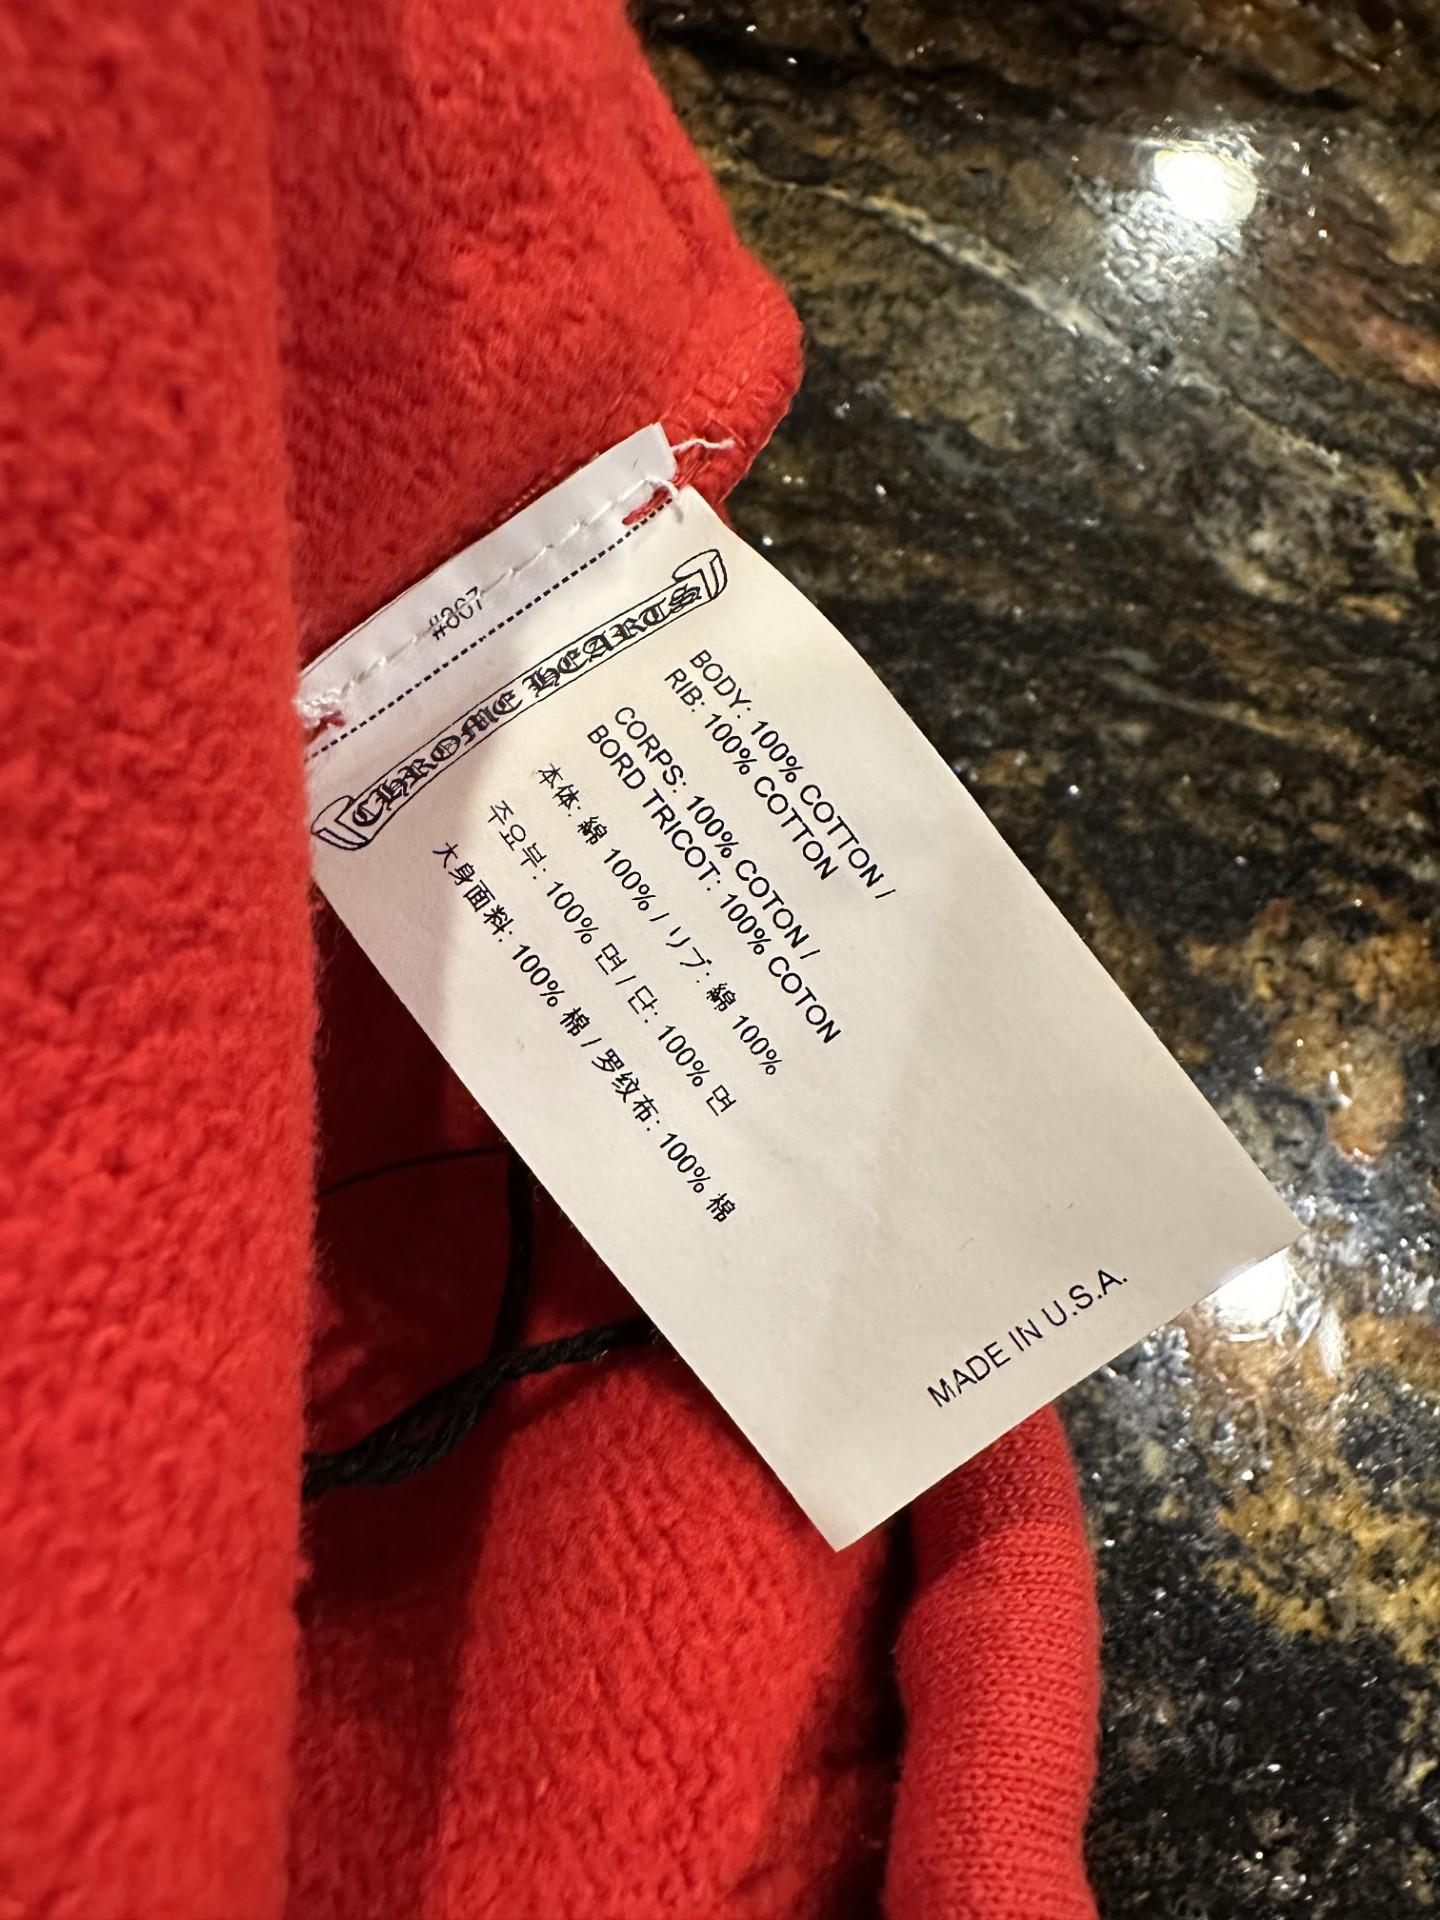 CHROME HEARTS
BODY: 100% COTTON /
RIB: 100% COTTON
CORPS: 100% COTON /
BORD TRICOT: 100% COTON
本体: 綿 100% / リブ: 綿 100%
주요부: 100% 면 / 단: 100% 면
大身面料: 100% 棉 / 罗纹布: 100% 棉
MADE IN U.S.A.